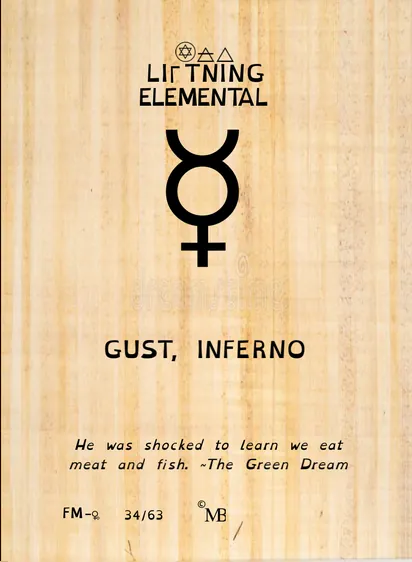 LIΓTNING
ELEMENTAL
GUST, INFERNO
He was shocked to learn we eat
meat and fish. ~The Green Dream
FM-♀ 34/63 © MB